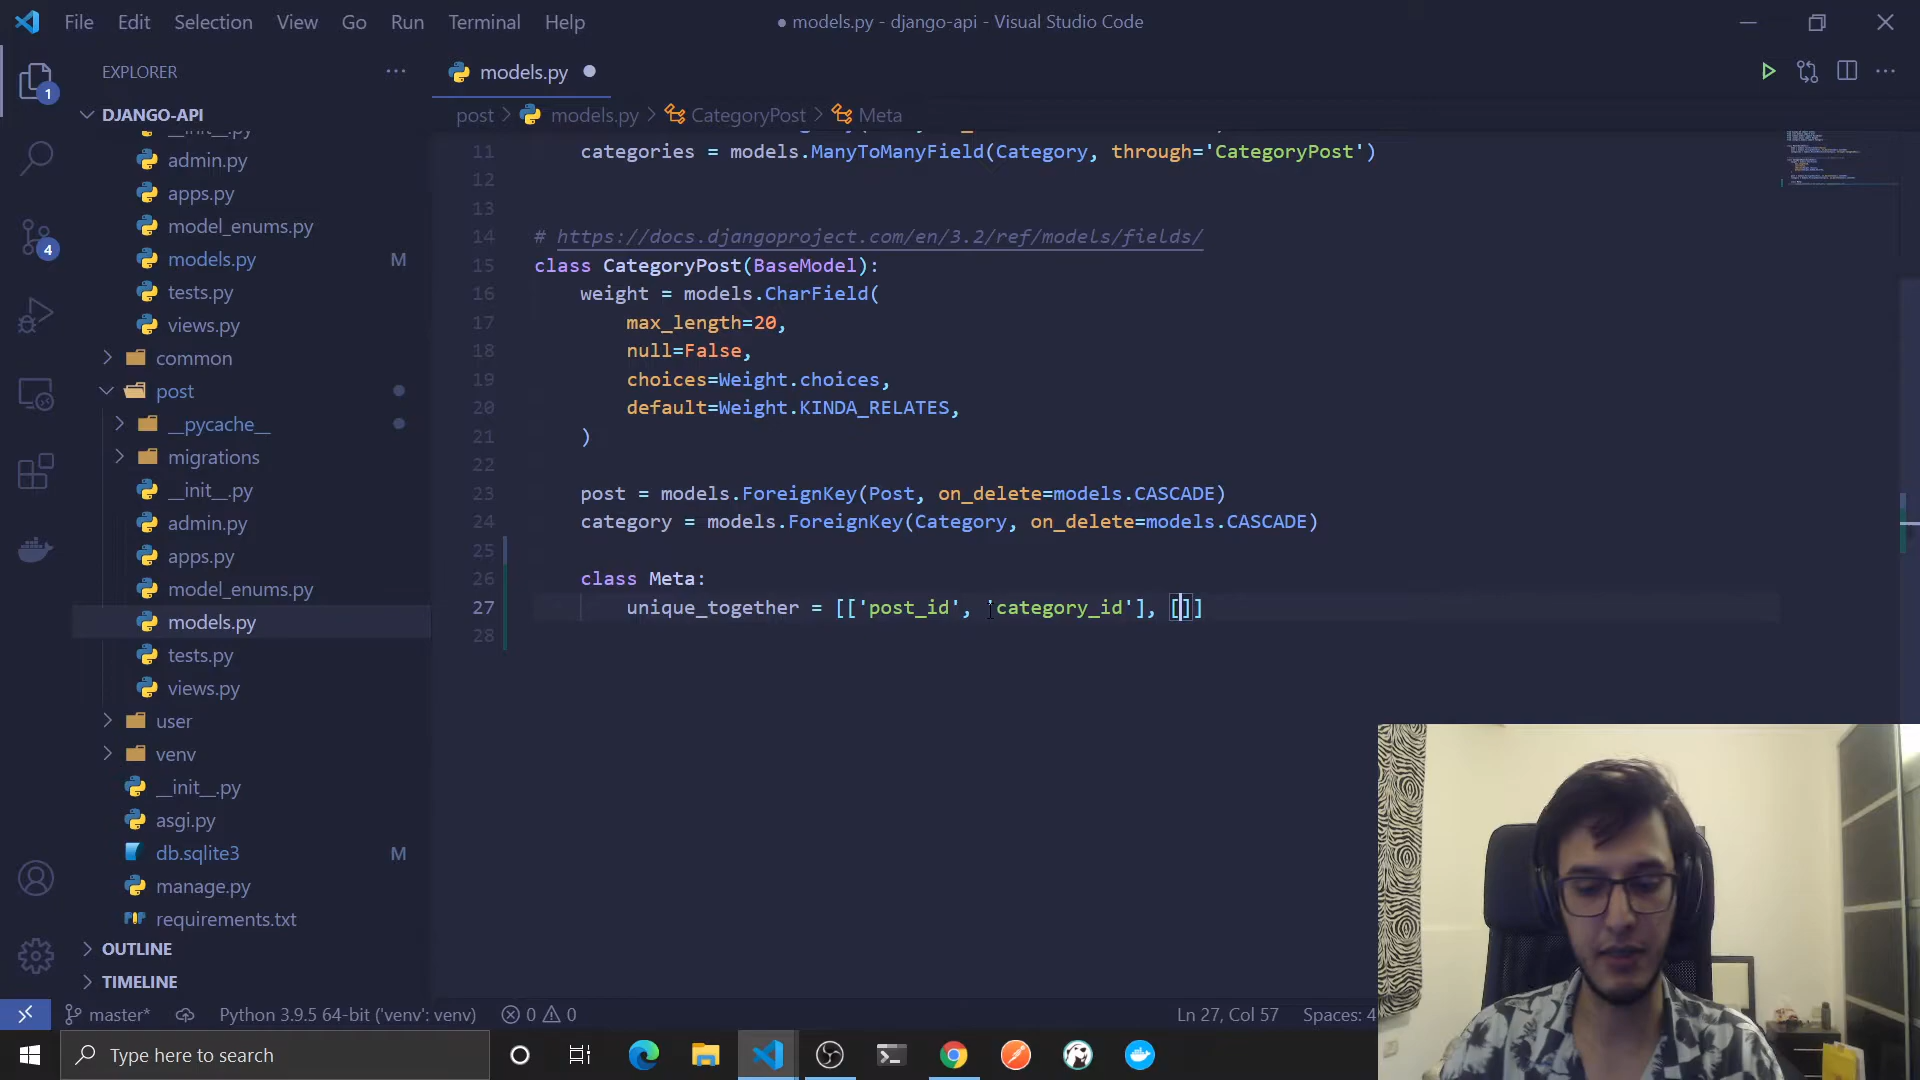 File Edit Selection View Go Run Terminal Help
● models.py - django-api - Visual Studio Code
EXPLORER ···
1
models.py ●
DJANGO-API
post > models.py > CategoryPost > Meta
__init__.py
admin.py
apps.py
model_enums.py
models.py M
tests.py
views.py
common
post
__pycache__
migrations
__init__.py
admin.py
apps.py
model_enums.py
models.py
tests.py
views.py
user
venv
__init__.py
asgi.py
db.sqlite3 M
manage.py
requirements.txt
OUTLINE
TIMELINE
4
11 categories = models.ManyToManyField(Category, through='CategoryPost')
12
13
14 # https://docs.djangoproject.com/en/3.2/ref/models/fields/
15 class CategoryPost(BaseModel):
16 weight = models.CharField(
17 max_length=20,
18 null=False,
19 choices=Weight.choices,
20 default=Weight.KINDA_RELATES,
21 )
22
23 post = models.ForeignKey(Post, on_delete=models.CASCADE)
24 category = models.ForeignKey(Category, on_delete=models.CASCADE)
25
26 class Meta:
27 unique_together = [['post_id', 'category_id'], []]
28
master* Python 3.9.5 64-bit ('venv': venv) 0 0 Ln 27, Col 57 Spaces: 4
Type here to search